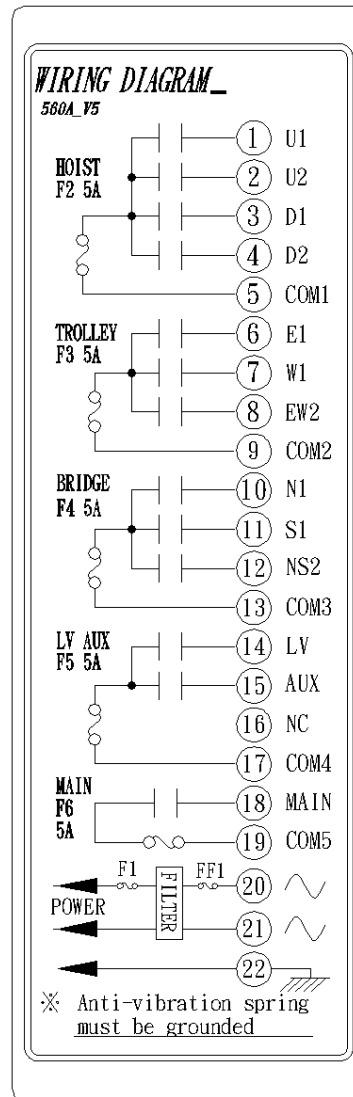 WIRING DIAGRAM_
560A_V5
1 U1
HOIST
2 U2
F2 5A
3 D1
4 D2
5 COM1
TROLLEY
6 E1
F3 5A
7 W1
8 EW2
9 COM2
BRIDGE
10 N1
F4 5A
11 S1
12 NS2
13 COM3
LV AUX
14 LV
F5 5A
15 AUX
16 NC
17 COM4
MAIN
F6
5A
18 MAIN
19 COM5
F1
FILTER
FF1
20
POWER
21
22
※ Anti-vibration spring
must be grounded